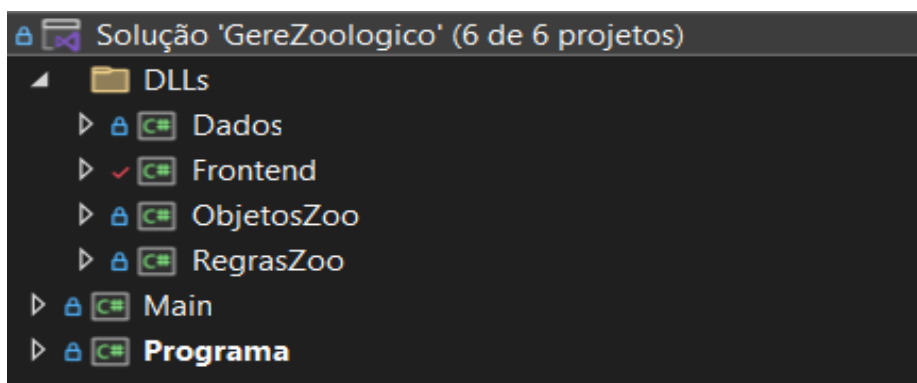 Solução 'GereZoologico' (6 de 6 projetos)
DLLs
C# Dados
C# Frontend
C# ObjetosZoo
C# RegrasZoo
C# Main
C# Programa